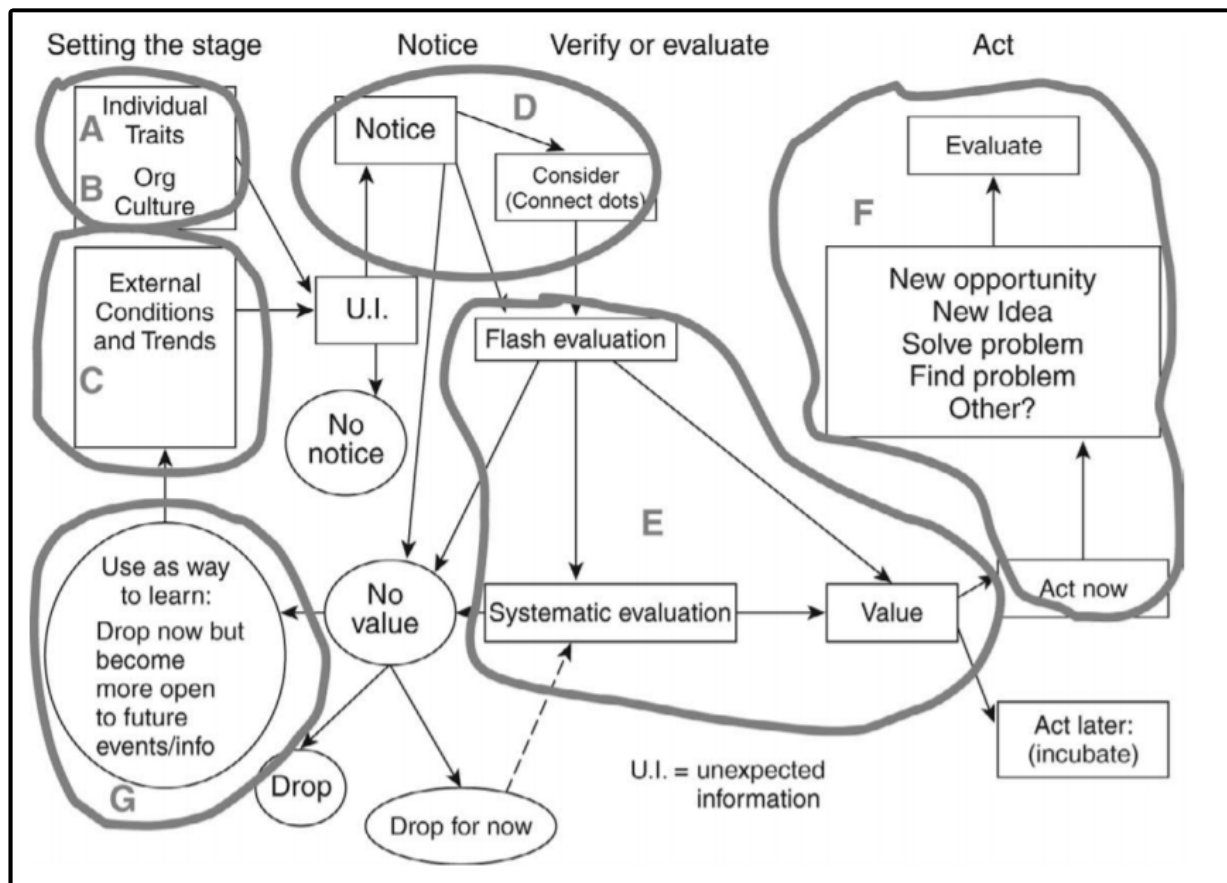 Setting the stage
Notice
Verify or evaluate
Act
A
Individual
Traits
B
Org
Culture
Notice
D
Consider
(Connect dots)
Evaluate
F
External
Conditions
and Trends
C
U.I.
No
notice
Flash evaluation
New opportunity
New Idea
Solve problem
Find problem
Other?
E
Use as way
to learn:
Drop now but
become
more open
to future
events/info
G
No
value
Systematic evaluation
Value
Act now
Act later:
(incubate)
Drop
Drop for now
U.I. = unexpected
information